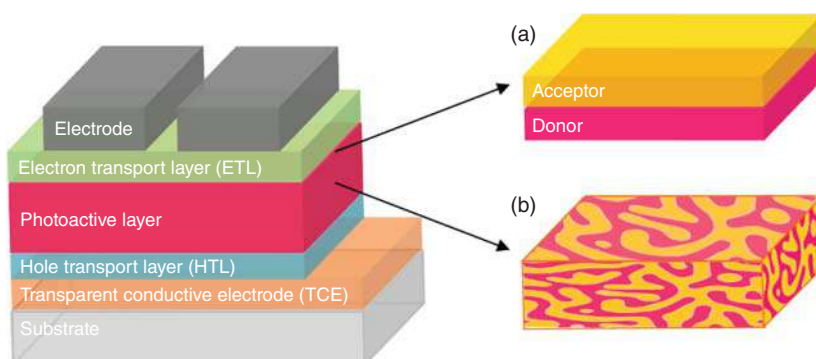 Electrode
Electron transport layer (ETL)
Photoactive layer
Hole transport layer (HTL)
Transparent conductive electrode (TCE)
Substrate
(a)
Acceptor
Donor
(b)